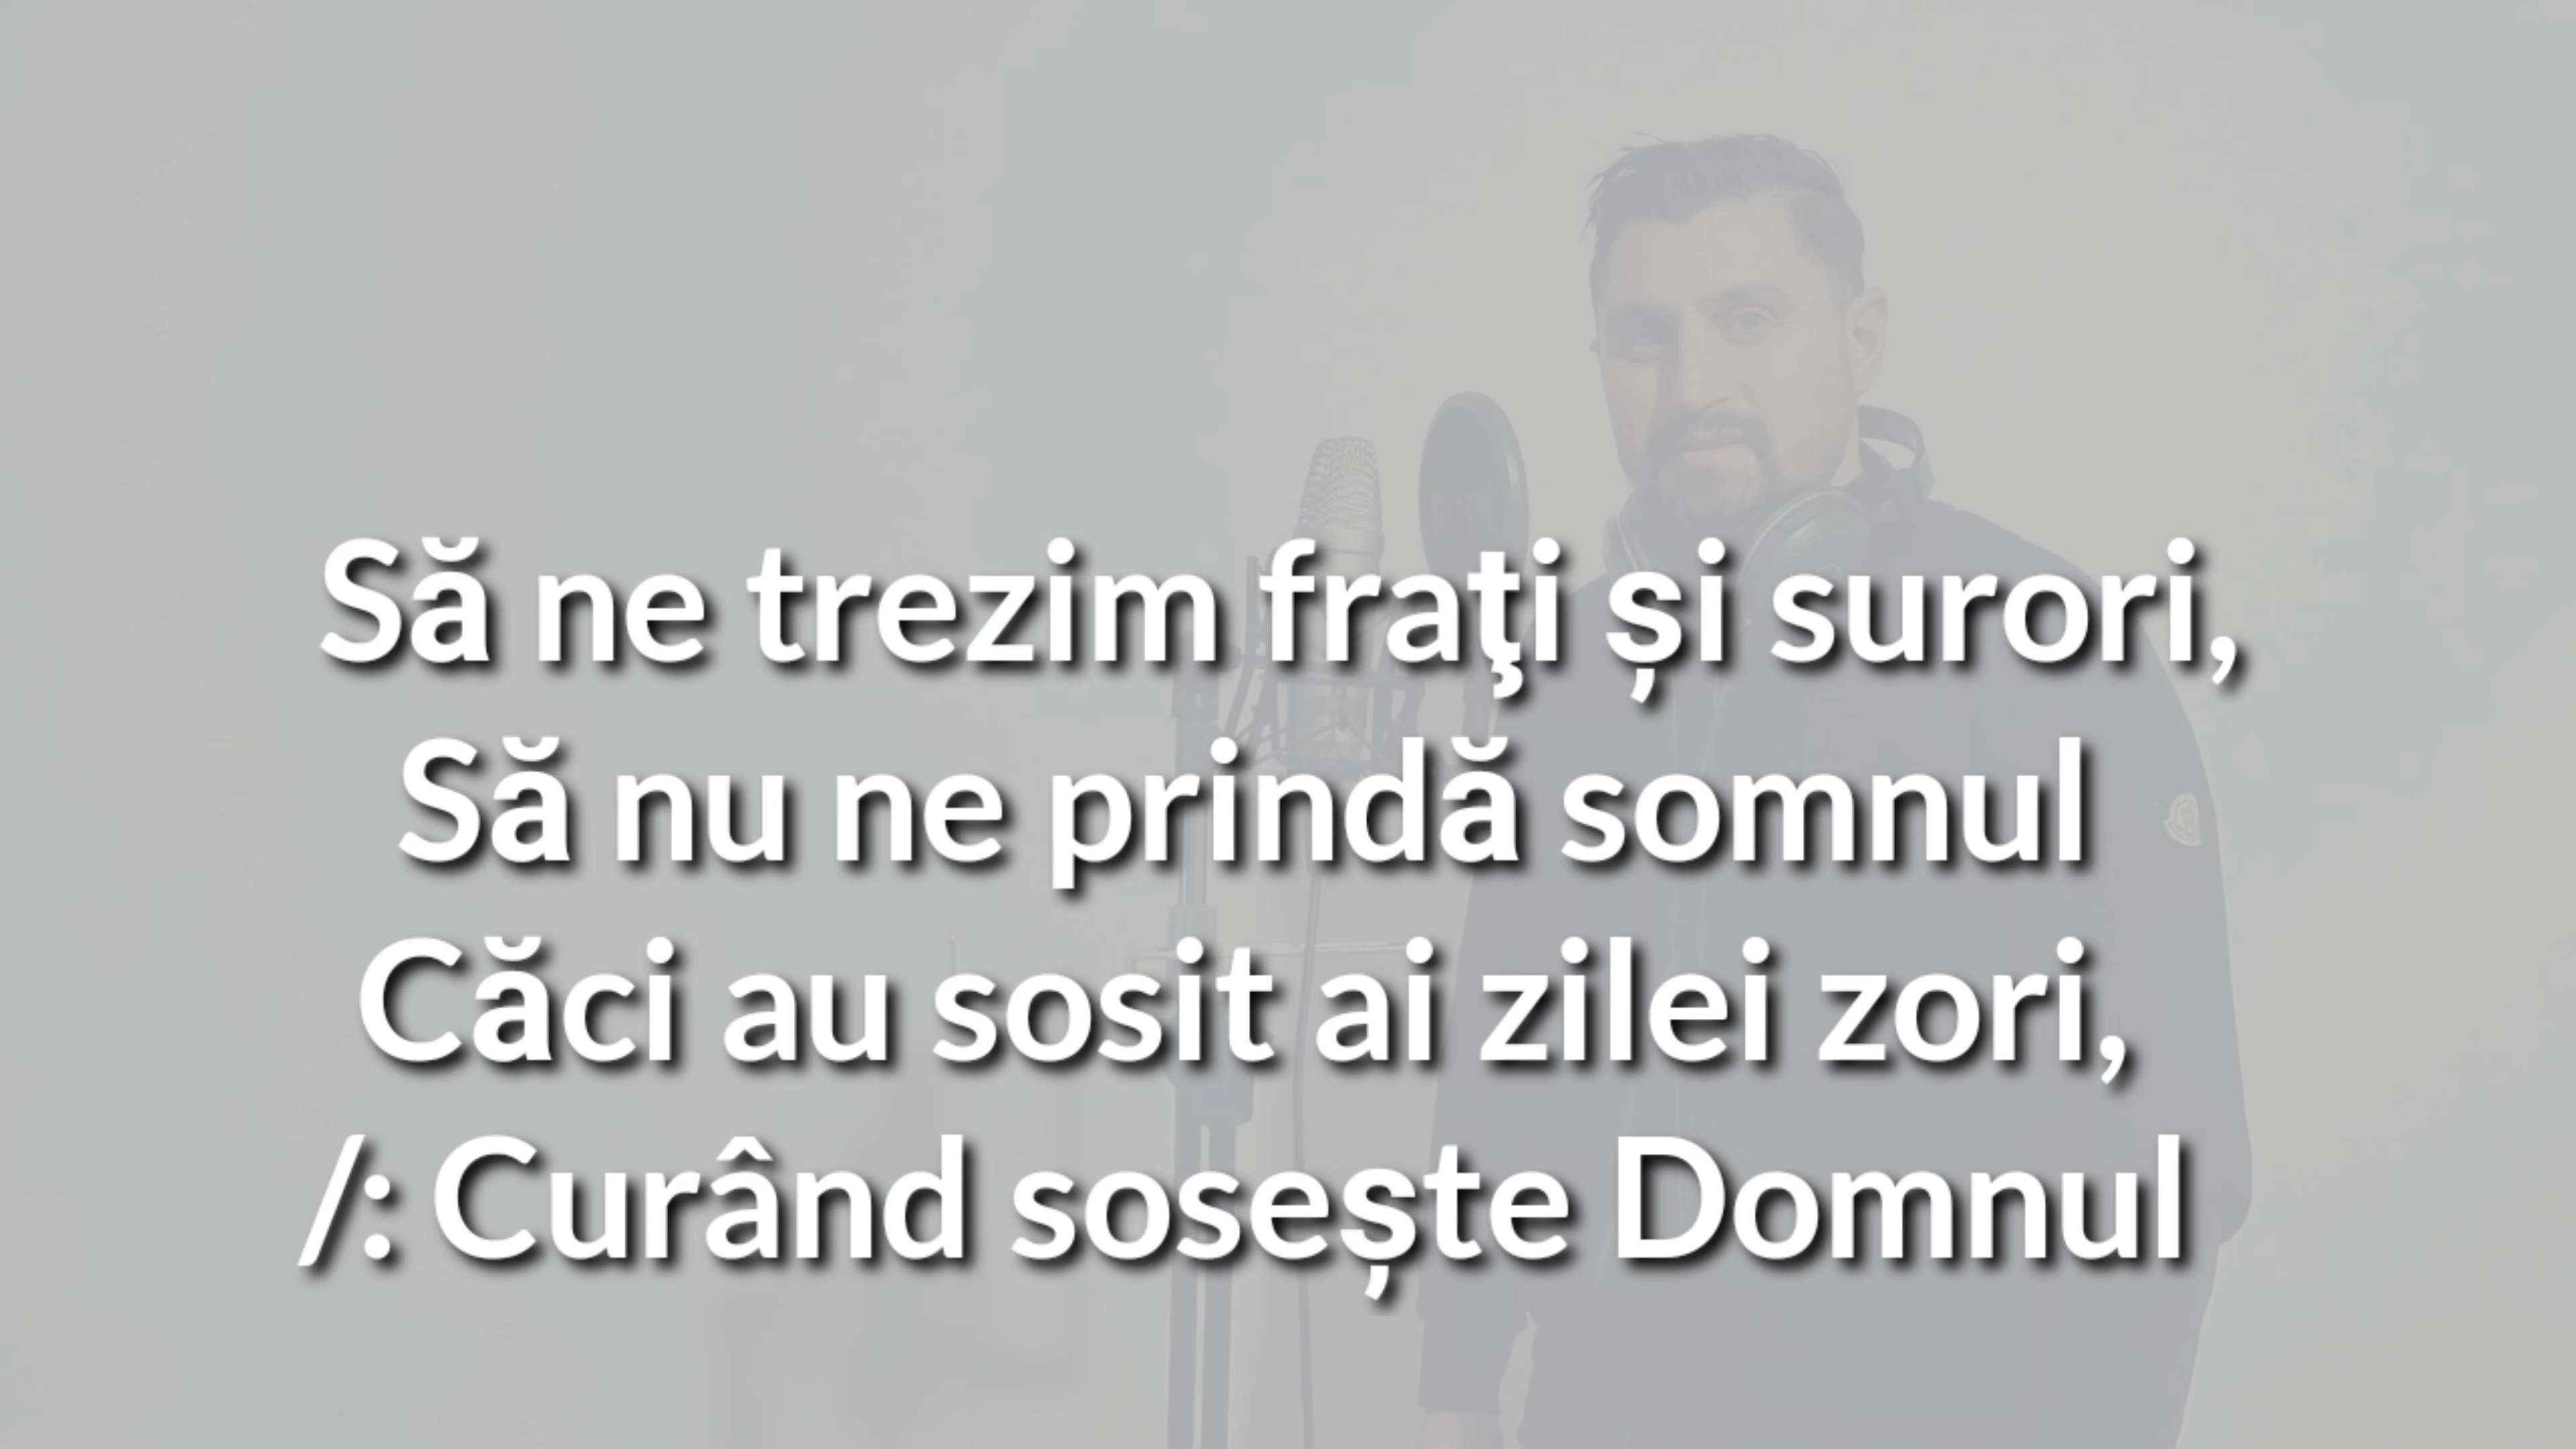 Să ne trezim fraţi și surori,
Să nu ne prindă somnul
Căci au sosit ai zilei zori,
/: Curând sosește Domnul